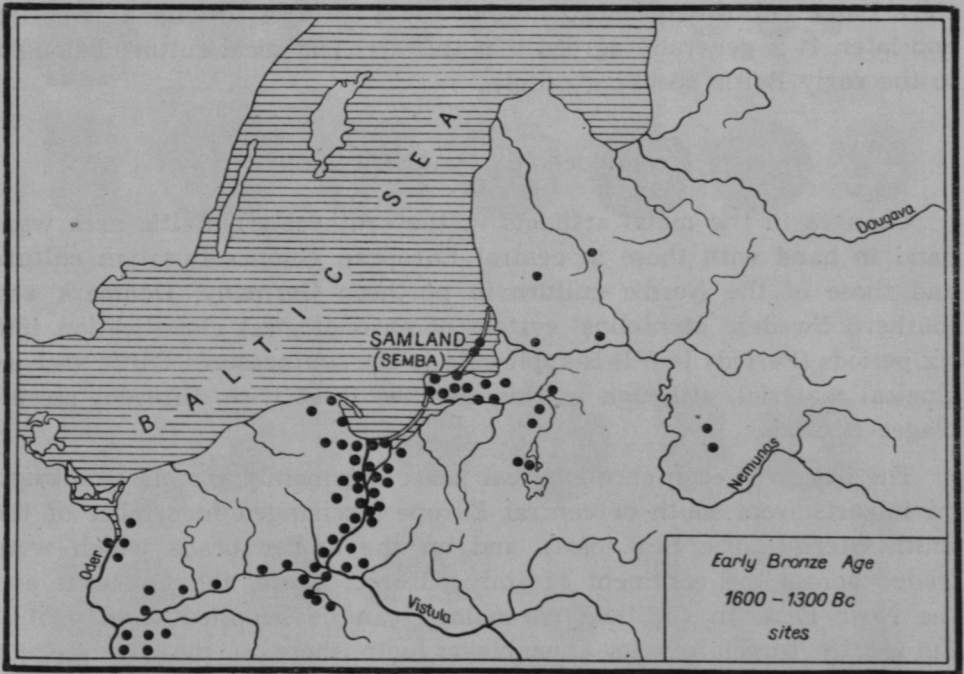 BALTIC SEA
SAMLAND
(SEMBA)
Dougava
Nemunas
Oder
Vistula
Early Bronze Age
1600 – 1300 Bc
sites